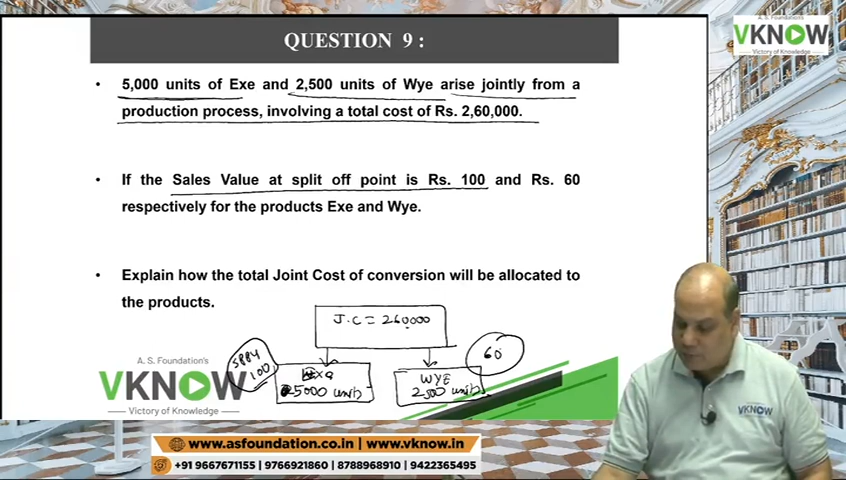 QUESTION 9 :
A. S. Foundation's
VKNOW
Victory of Knowledge
• 5,000 units of Exe and 2,500 units of Wye arise jointly from a
production process, involving a total cost of Rs. 2,60,000.
• If the Sales Value at split off point is Rs. 100 and Rs. 60
respectively for the products Exe and Wye.
• Explain how the total Joint Cost of conversion will be allocated to
the products.
J.C = 260,000
100
5000 units
60
WYE
2,500 units
A. S. Foundation's
VKNOW
Victory of Knowledge
VKNOW
www.asfoundation.co.in | www.vknow.in
+91 9667671155 | 9766921860 | 8788968910 | 9422365495